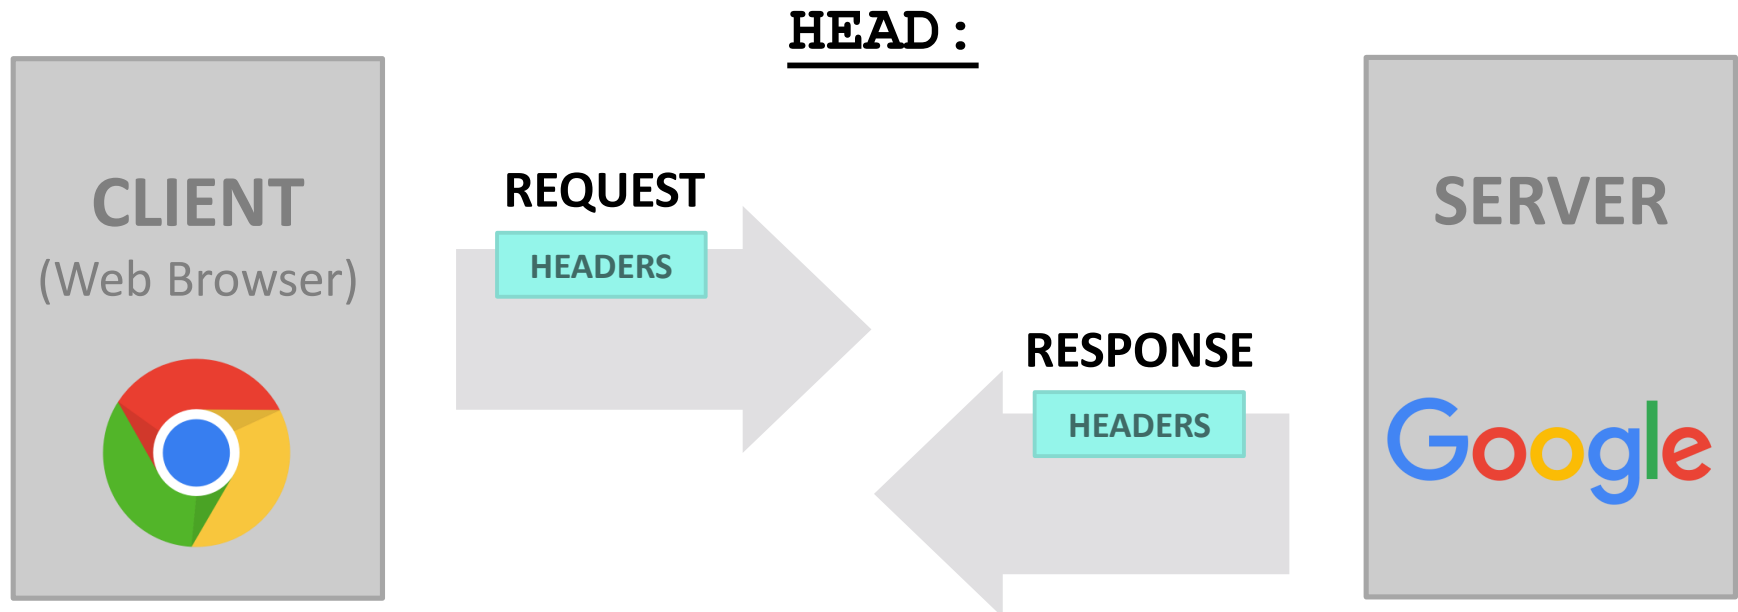 HEAD:
CLIENT
(Web Browser)
REQUEST
HEADERS
RESPONSE
HEADERS
SERVER
Google